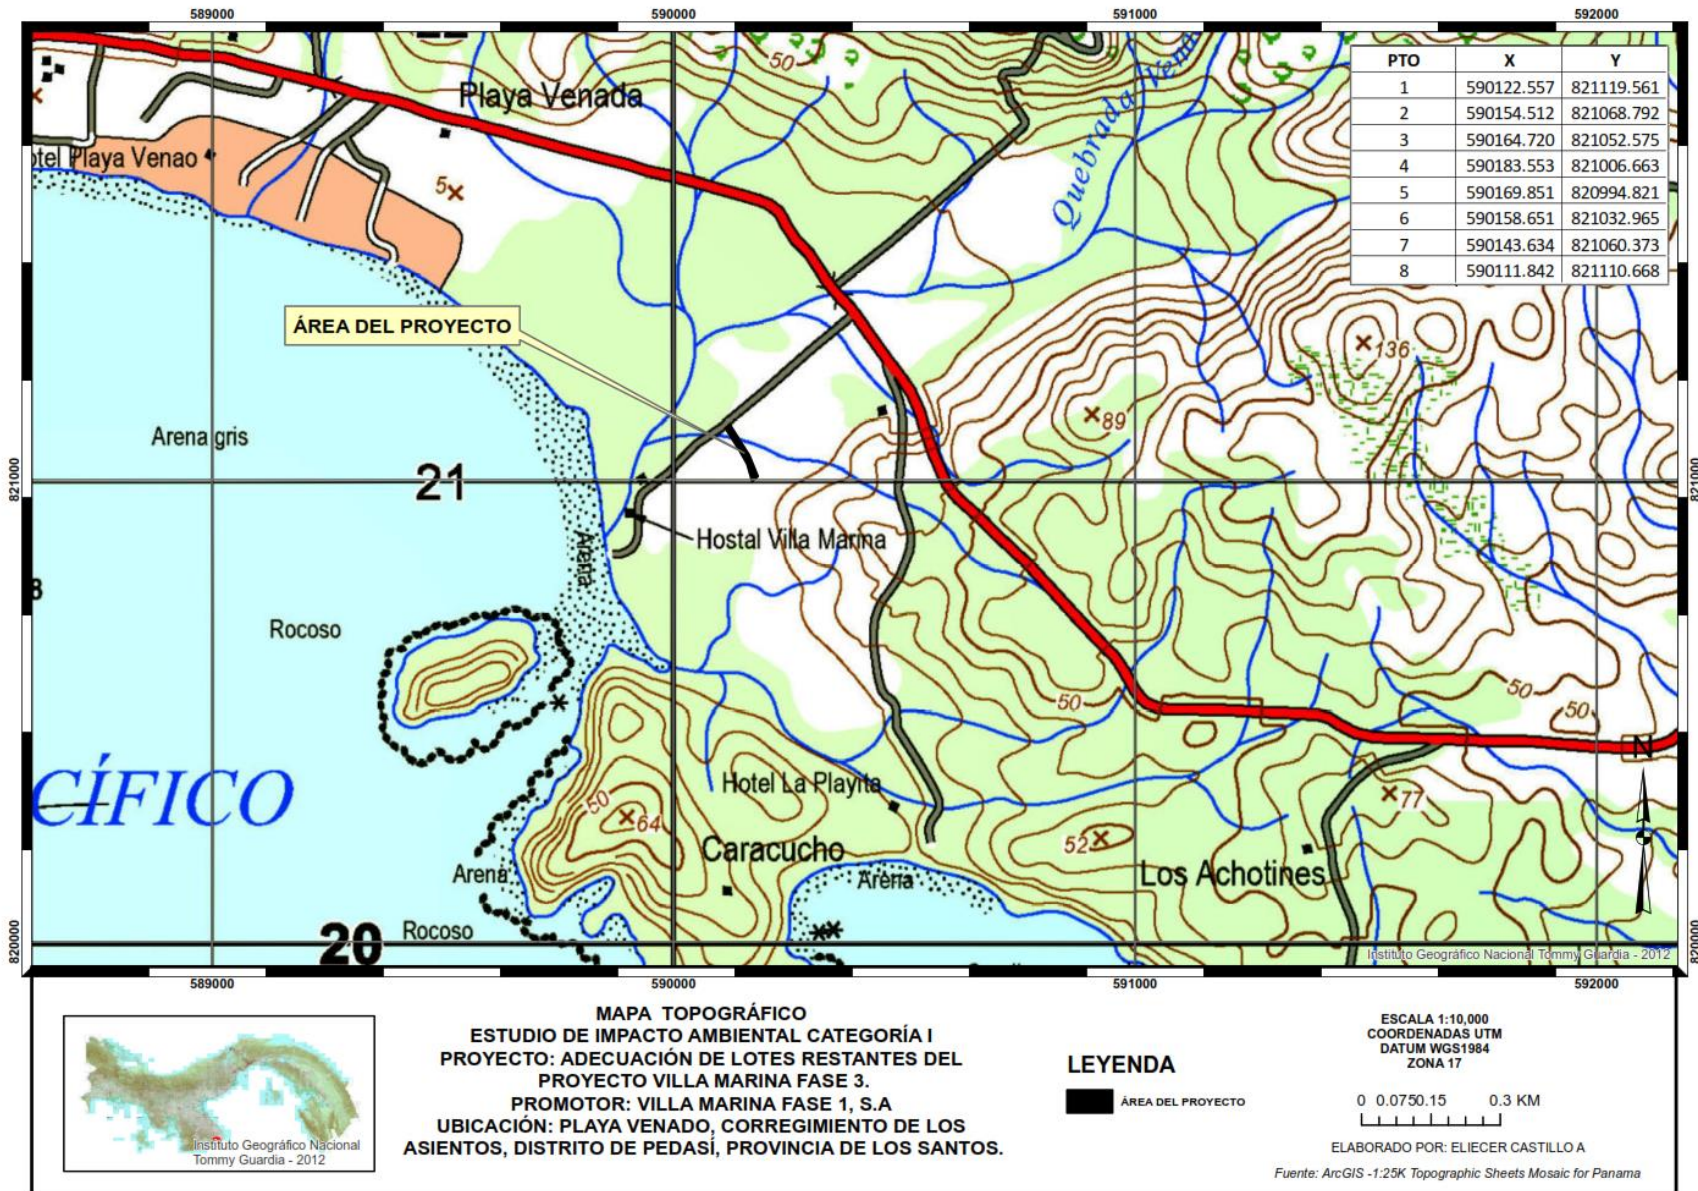 589000 590000 591000 592000
PTO X Y
1 590122.557 821119.561
2 590154.512 821068.792
3 590164.720 821052.575
4 590183.553 821006.663
5 590169.851 820994.821
6 590158.651 821032.965
7 590143.634 821060.373
8 590111.842 821110.668
50
Playa Venada
Quebrada Vena
otel Playa Venao
5
ÁREA DEL PROYECTO
136
89
Arena gris
821000
21
821000
Hostal Villa Marina
Arena
8
Rocoso
50
50
50
N
CÍFICO
Hotel La Playita
77
50
64
52
Caracucho
Los Achotines
Arena
Arena
Rocoso
20
820000
820000
Instituto Geográfico Nacional Tommy Guardia - 2012
589000 590000 591000 592000
Instituto Geográfico Nacional
Tommy Guardia - 2012
MAPA TOPOGRÁFICO
ESTUDIO DE IMPACTO AMBIENTAL CATEGORÍA I
PROYECTO: ADECUACIÓN DE LOTES RESTANTES DEL
PROYECTO VILLA MARINA FASE 3.
PROMOTOR: VILLA MARINA FASE 1, S.A
UBICACIÓN: PLAYA VENADO, CORREGIMIENTO DE LOS
ASIENTOS, DISTRITO DE PEDASÍ, PROVINCIA DE LOS SANTOS.
LEYENDA
ÁREA DEL PROYECTO
ESCALA 1:10,000
COORDENADAS UTM
DATUM WGS1984
ZONA 17
0 0.0750.15 0.3 KM
ELABORADO POR: ELIECER CASTILLO A
Fuente: ArcGIS -1:25K Topographic Sheets Mosaic for Panama